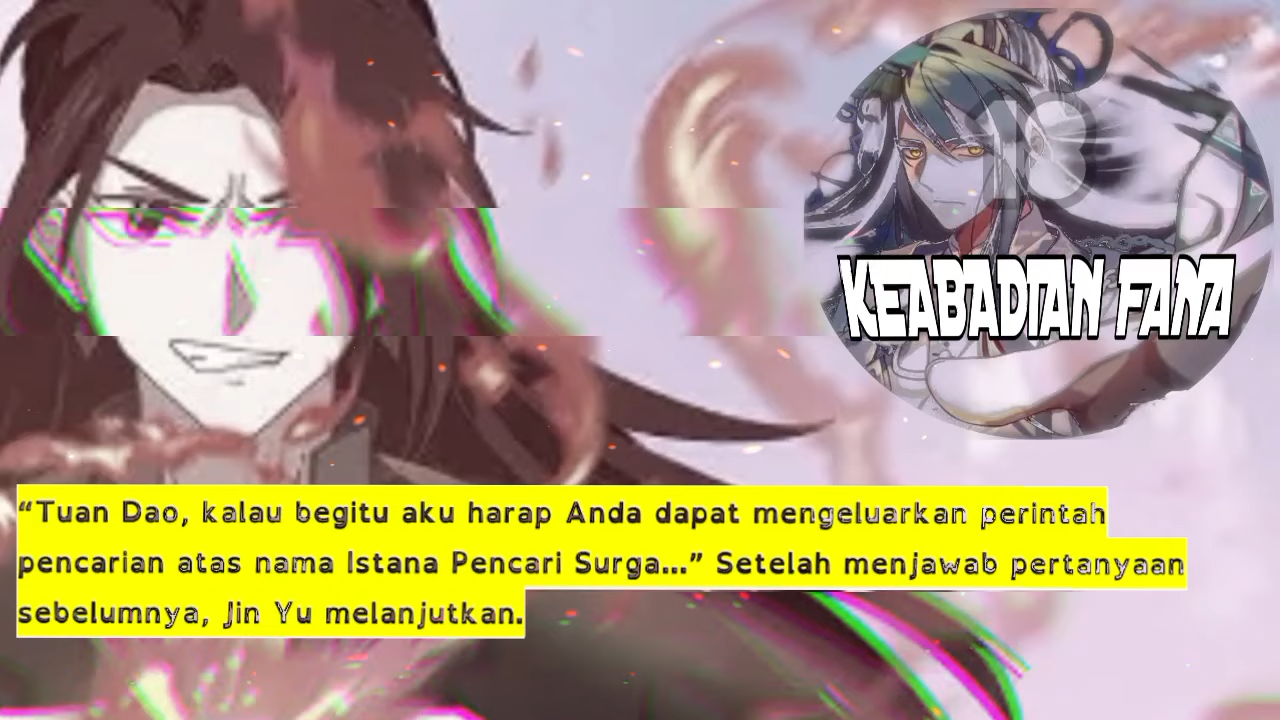 KEABADIAN FANA
“Tuan Dao, kalau begitu aku harap Anda dapat mengeluarkan perintah
pencarian atas nama Istana Pencari Surga...” Setelah menjawab pertanyaan
sebelumnya, Jin Yu melanjutkan.